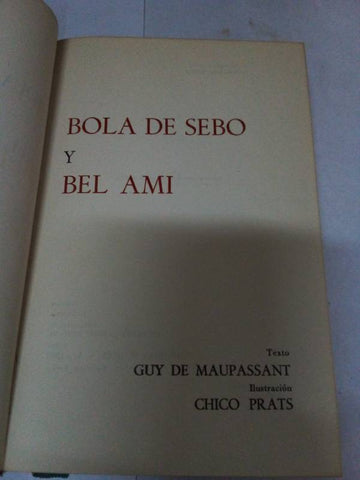 BOLA DE SEBO
Y
BEL AMI
Texto
GUY DE MAUPASSANT
Ilustración
CHICO PRATS